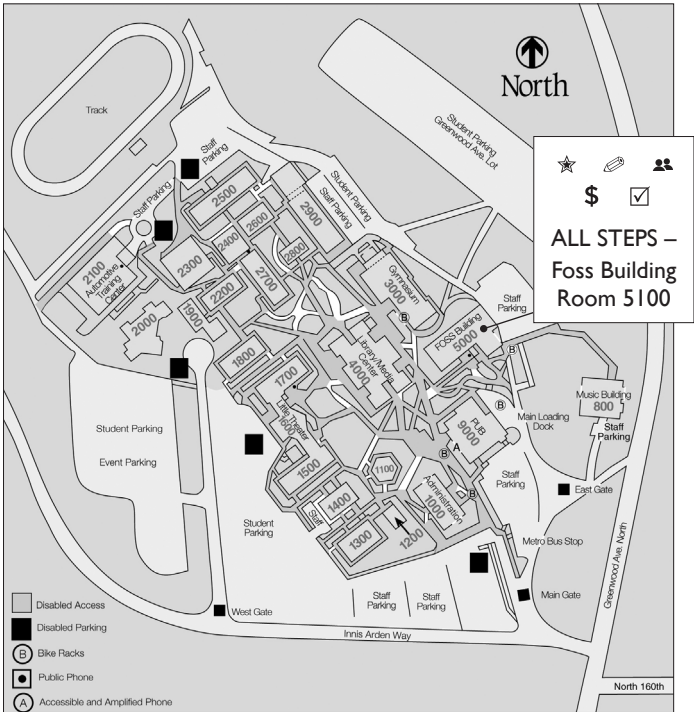 North
Track
Student Parking
Greenwood Ave. Lot
Staff
Parking
Student Parking
Staff Parking
Staff Parking
$
ALL STEPS –
Foss Building
Room 5100
2500
2600
2400
2900
2800
2300
2700
2200
2100
Automotive
Training
Center
2000
1900
Gymnasium
3000
B
Staff
Parking
FOSS Building
5000
B
1800
Library/Media
Center
4000
1700
Little Theater
1600
Music Building
800
Staff
Parking
B
Main Loading
Dock
PUB
9000
B
A
Student Parking
Event Parking
1500
1100
Staff
Parking
Administration
1000
B
East Gate
1400
Staff
Student
Parking
1300
1200
Metro Bus Stop
Greenwood Ave. North
Staff
Parking
Staff
Parking
Main Gate
West Gate
Innis Arden Way
Disabled Access
Disabled Parking
B Bike Racks
Public Phone
A Accessible and Amplified Phone
North 160th